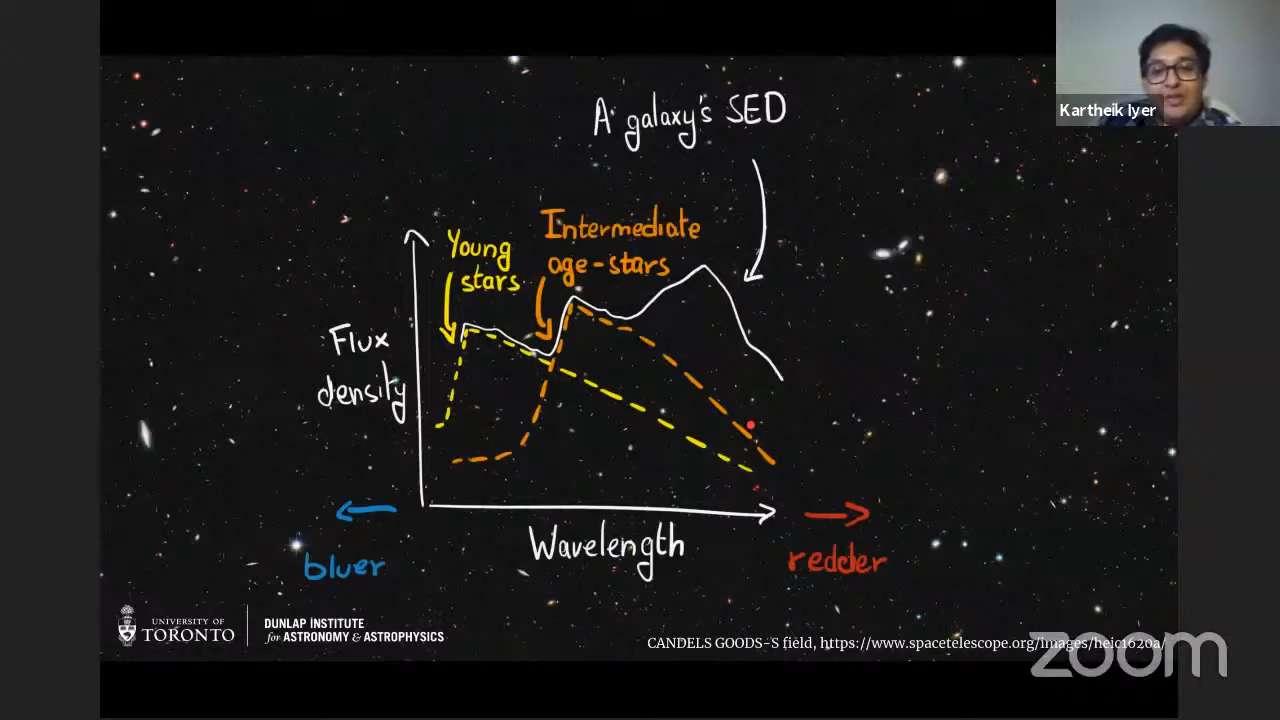 Kartheik Iyer
A galaxy's SED
Young
stars
Intermediate
age-stars
Flux
density
bluer
Wavelength
redder
UNIVERSITY OF
TORONTO
DUNLAP INSTITUTE
for ASTRONOMY & ASTROPHYSICS
CANDELS GOODS-S field, https://www.spacetelescope.org/images/heic1620a/
zoom